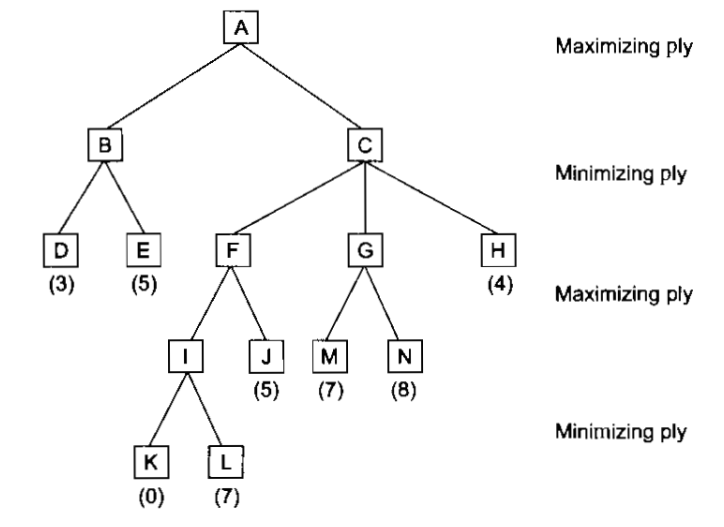 A
Maximizing ply
B
C
Minimizing ply
D
E
F
G
H
(3)
(5)
(4)
Maximizing ply
I
J
M
N
(5)
(7)
(8)
Minimizing ply
K
L
(0)
(7)